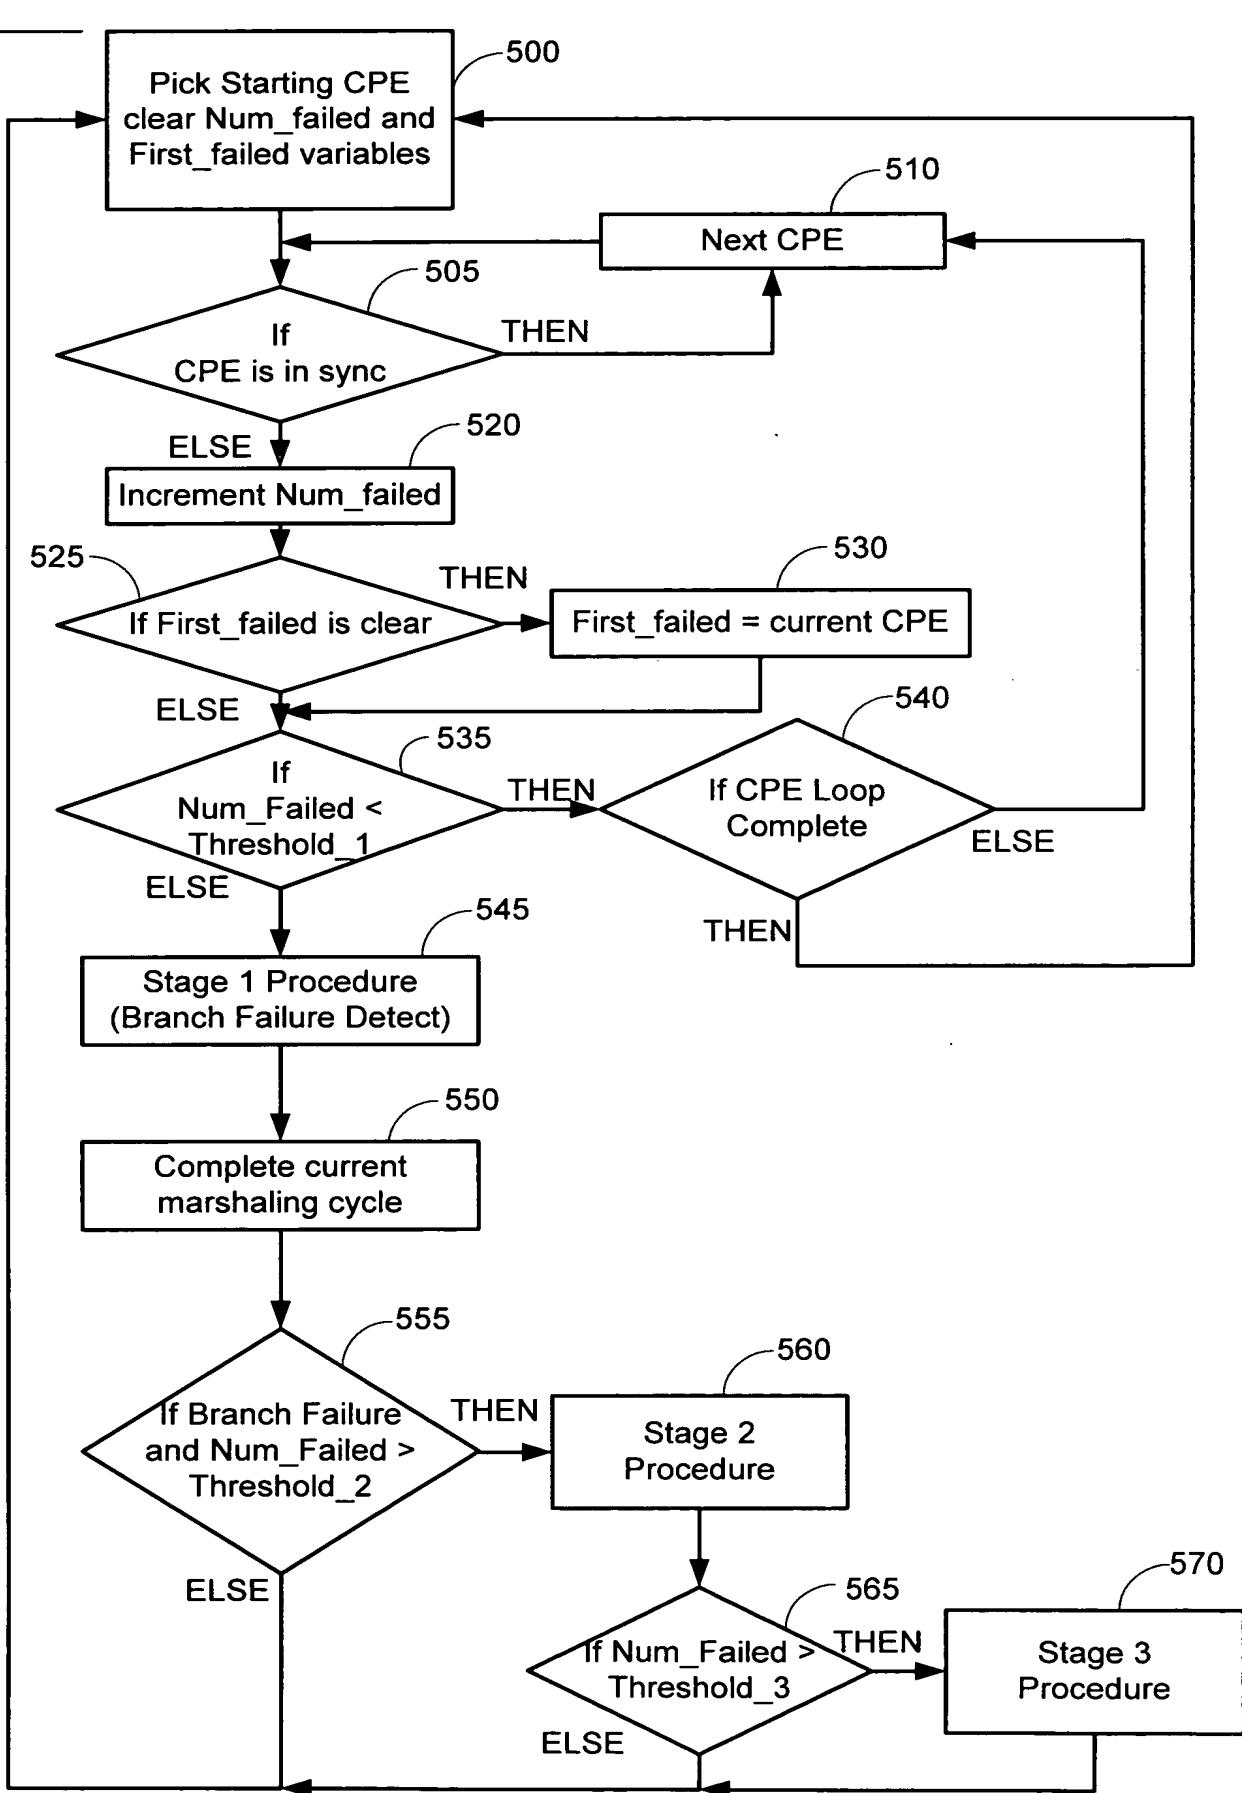 500
Pick Starting CPE
clear Num_failed and
First_failed variables
510
Next CPE
505
If
CPE is in sync
THEN
ELSE
520
Increment Num_failed
525
If First_failed is clear
THEN
530
First_failed = current CPE
ELSE
535
If
Num_Failed <
Threshold_1
THEN
540
If CPE Loop
Complete
ELSE
THEN
ELSE
545
Stage 1 Procedure
(Branch Failure Detect)
550
Complete current
marshaling cycle
555
If Branch Failure
and Num_Failed >
Threshold_2
THEN
560
Stage 2
Procedure
ELSE
565
If Num_Failed >
Threshold_3
THEN
570
Stage 3
Procedure
ELSE